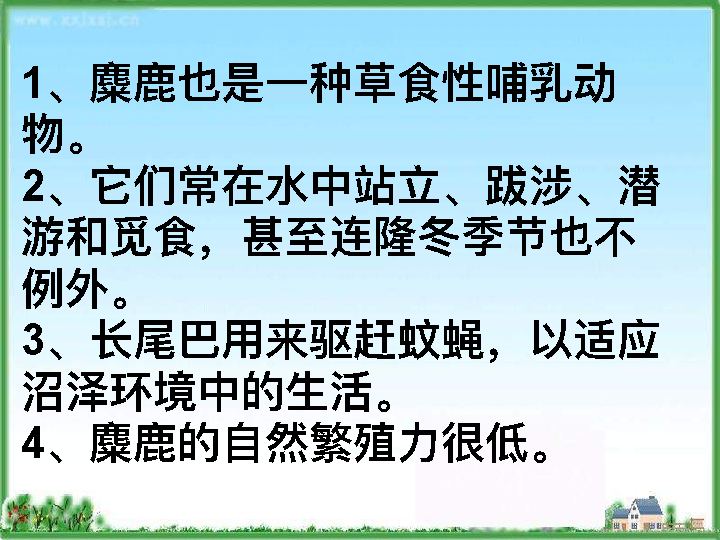 www.xxjxsj.cn
1、麋鹿也是一种草食性哺乳动
物。
2、它们常在水中站立、跋涉、潜
游和觅食，甚至连隆冬季节也不
例外。
3、长尾巴用来驱赶蚊蝇，以适应
沼泽环境中的生活。
4、麋鹿的自然繁殖力很低。